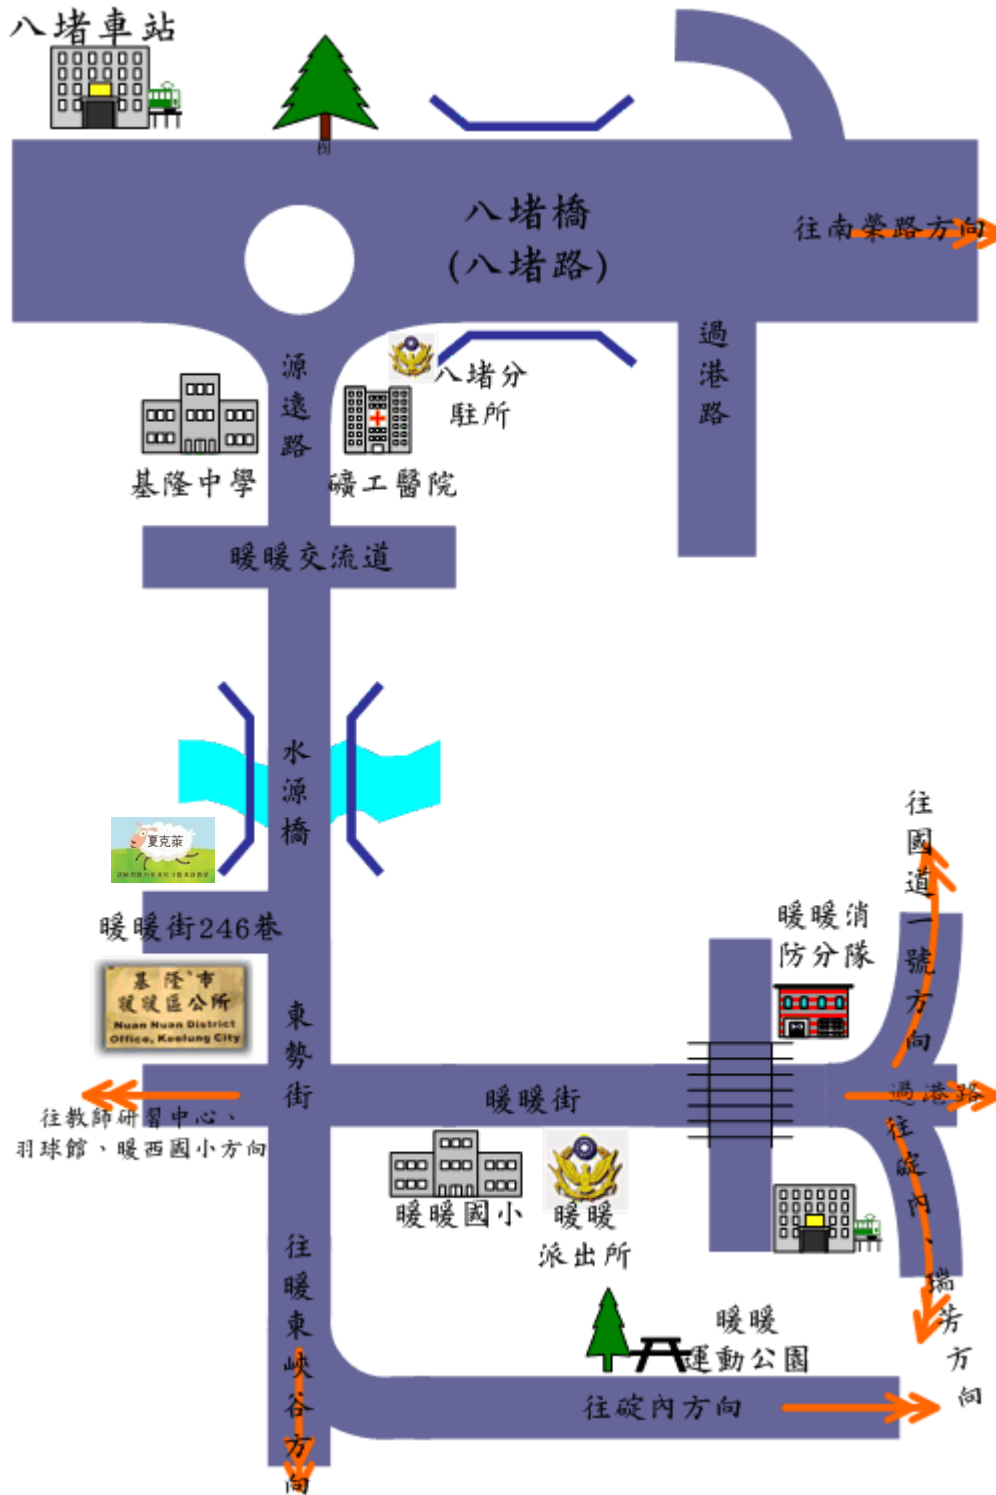 八堵車站
樹
八堵橋
(八堵路)
往南榮路方向
過港路
源遠路
八堵分
駐所
基隆中學
礦工醫院
暖暖交流道
水源橋
夏克萊
暖暖街246巷
基隆市
暖暖區公所
Nuan Nuan District
Office, Keelung City
東勢街
暖暖消
防分隊
往國道一號方向
暖暖街
過港路
往教師研習中心、
羽球館、暖西國小方向
往碇內、瑞芳方向
暖暖國小
暖暖
派出所
往暖東峽谷方向
暖暖
運動公園
往碇內方向